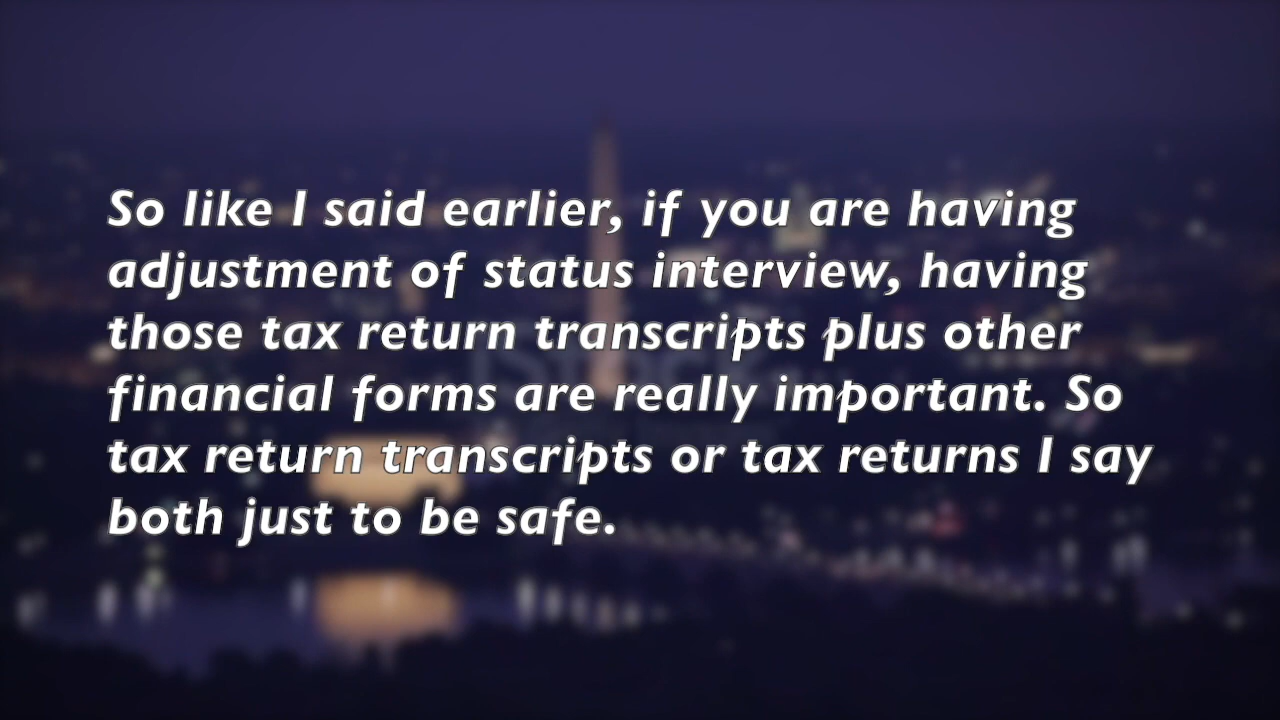 So like I said earlier, if you are having
adjustment of status interview, having
those tax return transcripts plus other
financial forms are really important. So
tax return transcripts or tax returns I say
both just to be safe.